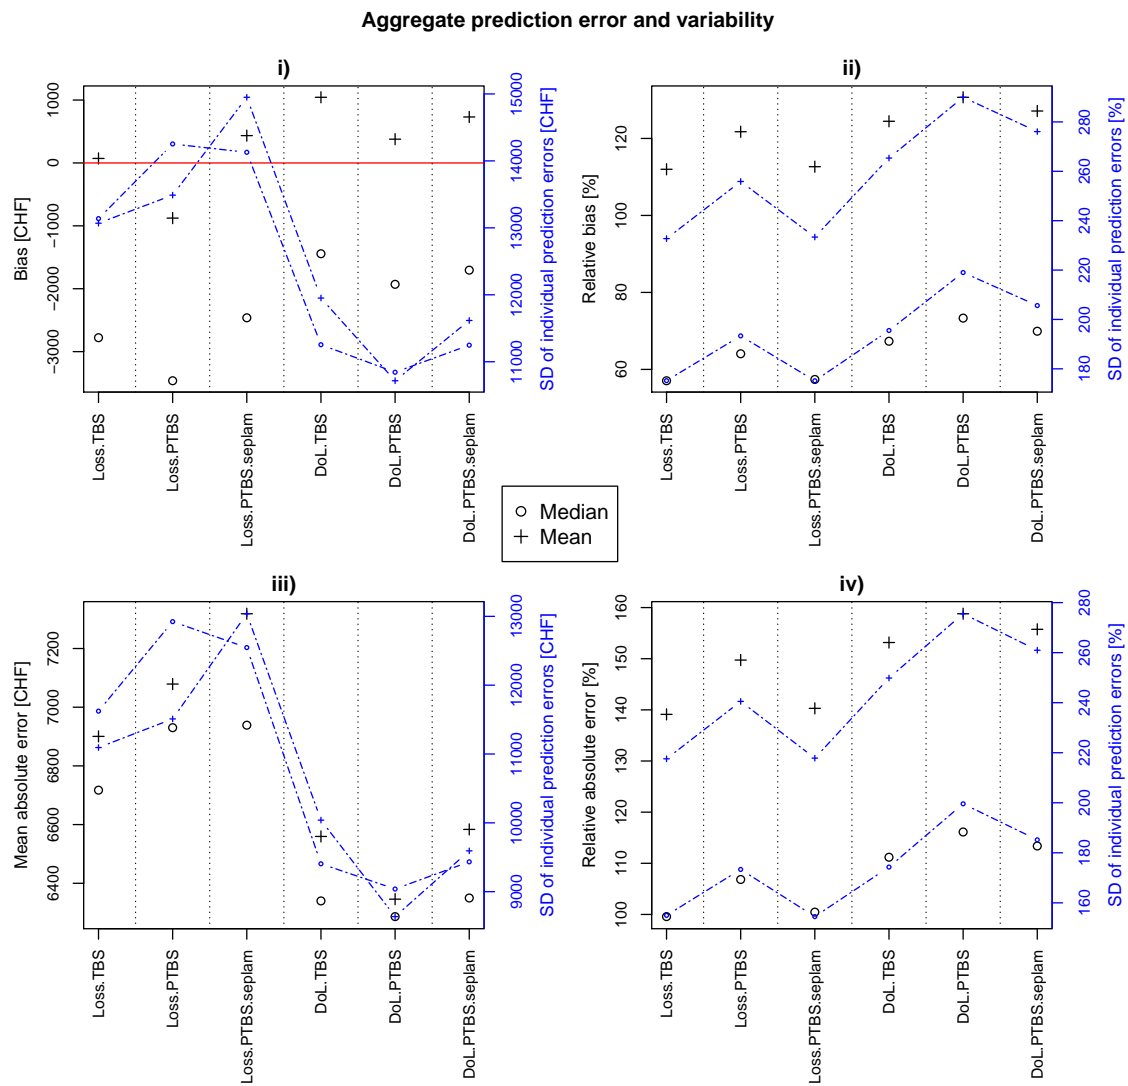 Aggregate prediction error and variability
i)
Bias [CHF]
1000
0
−1000
−2000
−3000
15000
14000
13000
12000
11000
SD of individual prediction errors [CHF]
Loss.TBS
Loss.PTBS
Loss.PTBS.seplam
DoL.TBS
DoL.PTBS
DoL.PTBS.seplam
ii)
Relative bias [%]
120
100
80
60
280
260
240
220
200
180
SD of individual prediction errors [%]
Loss.TBS
Loss.PTBS
Loss.PTBS.seplam
DoL.TBS
DoL.PTBS
DoL.PTBS.seplam
Median
Mean
iii)
Mean absolute error [CHF]
7200
7000
6800
6600
6400
13000
12000
11000
10000
9000
SD of individual prediction errors [CHF]
Loss.TBS
Loss.PTBS
Loss.PTBS.seplam
DoL.TBS
DoL.PTBS
DoL.PTBS.seplam
iv)
Relative absolute error [%]
160
150
140
130
120
110
100
280
260
240
220
200
180
160
SD of individual prediction errors [%]
Loss.TBS
Loss.PTBS
Loss.PTBS.seplam
DoL.TBS
DoL.PTBS
DoL.PTBS.seplam